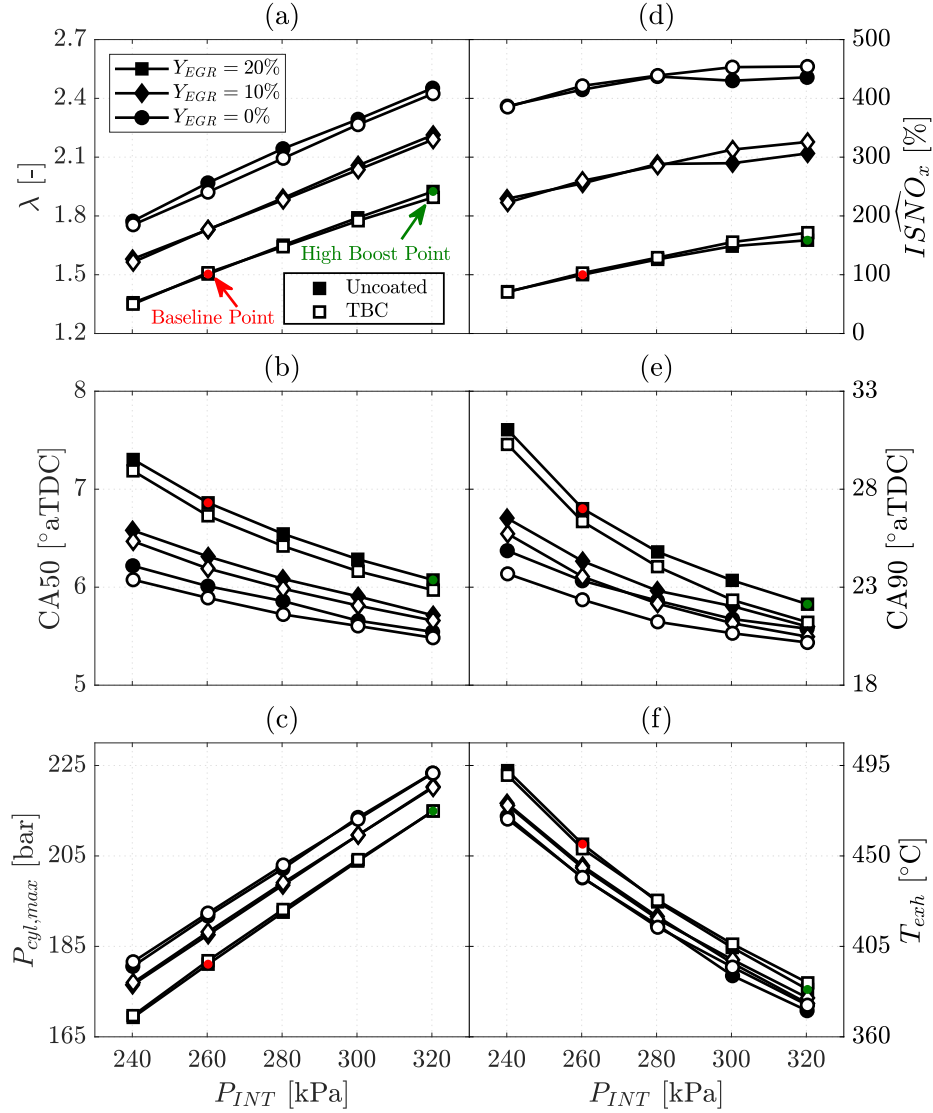 (a)
(d)
2.7
2.4
2.1
1.8
1.5
1.2
λ [-]
Y_EGR = 20%
Y_EGR = 10%
Y_EGR = 0%
High Boost Point
Baseline Point
Uncoated
TBC
500
400
300
200
100
0
\widehat{ISNO_x} [%]
(b)
(e)
8
7
6
5
CA50 [°aTDC]
33
28
23
18
CA90 [°aTDC]
(c)
(f)
225
205
185
165
P_cyl,max [bar]
495
450
405
360
T_exh [°C]
240 260 280 300 320 240 260 280 300 320
P_INT [kPa] P_INT [kPa]